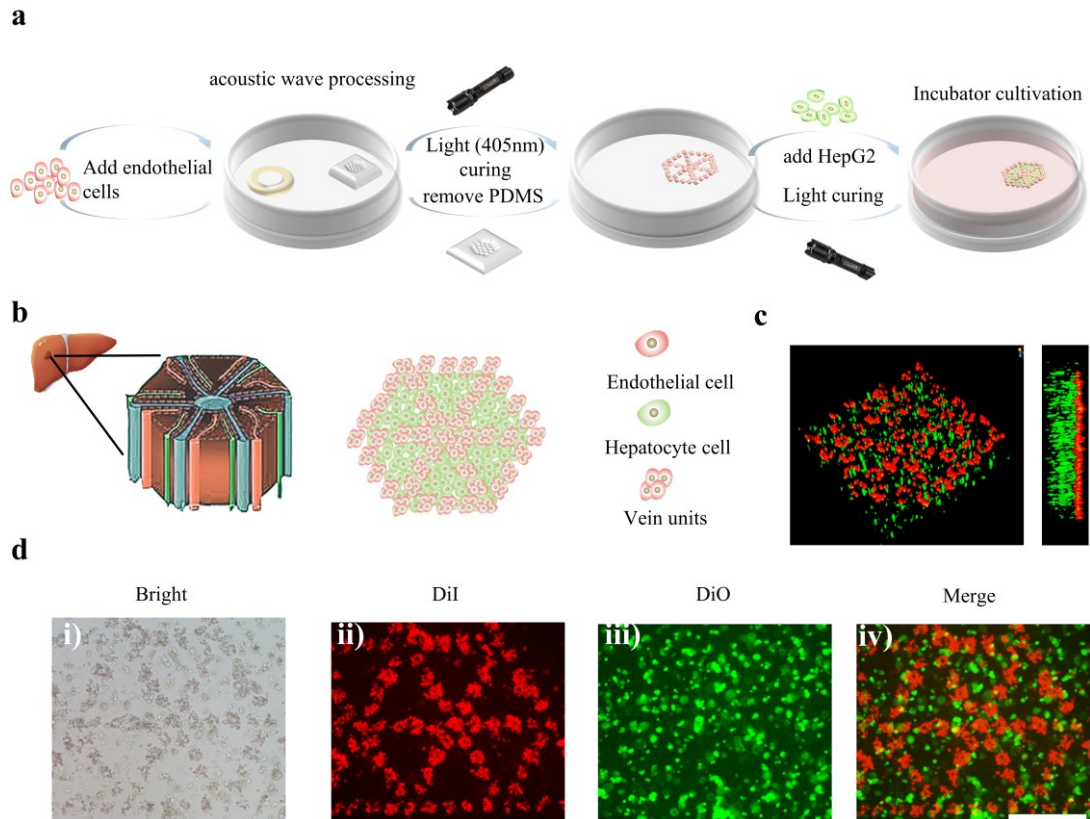 a
acoustic wave processing
Add endothelial
cells
Light (405nm)
curing
remove PDMS
add HepG2
Light curing
Incubator cultivation
b
Endothelial cell
Hepatocyte cell
Vein units
c
d
Bright
DiI
DiO
Merge
i)
ii)
iii)
iv)